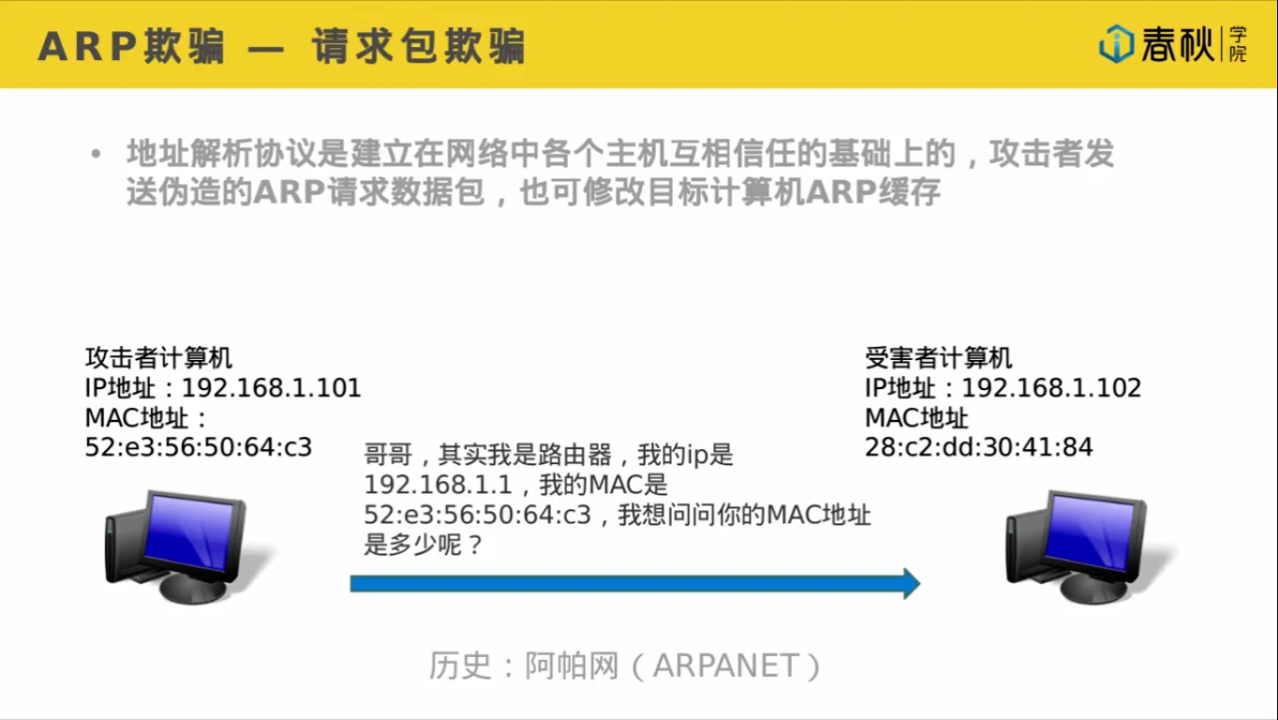 ARP欺骗 — 请求包欺骗
春秋 学院
• 地址解析协议是建立在网络中各个主机互相信任的基础上的，攻击者发
送伪造的ARP请求数据包，也可修改目标计算机ARP缓存
攻击者计算机
IP地址：192.168.1.101
MAC地址：
52:e3:56:50:64:c3
受害者计算机
IP地址：192.168.1.102
MAC地址
28:c2:dd:30:41:84
哥哥，其实我是路由器，我的ip是
192.168.1.1，我的MAC是
52:e3:56:50:64:c3，我想问问你的MAC地址
是多少呢？
历史：阿帕网（ARPANET）